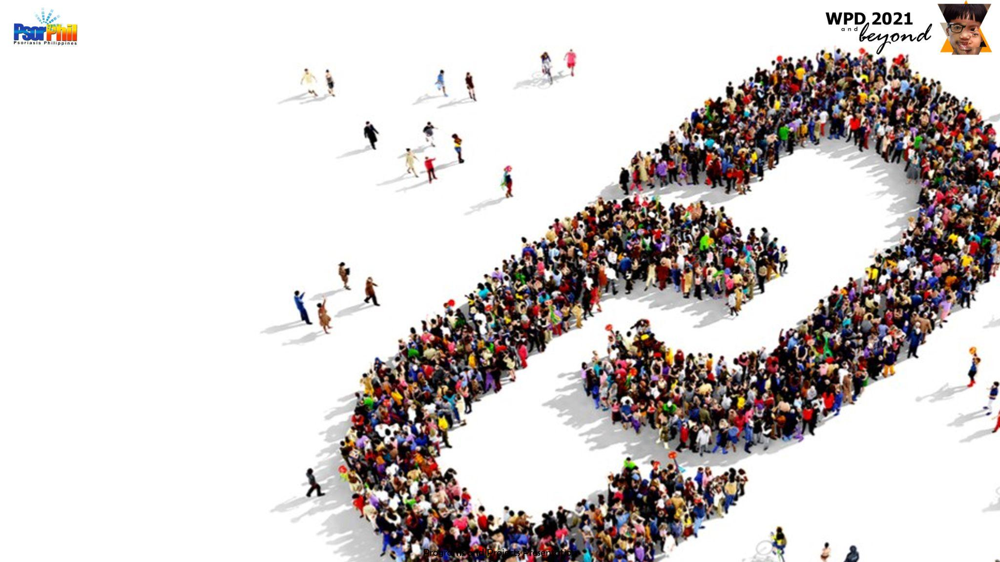 PsorPhil
Psoriasis Philippines
WPD 2021
and beyond
Programs and Projects Presentation